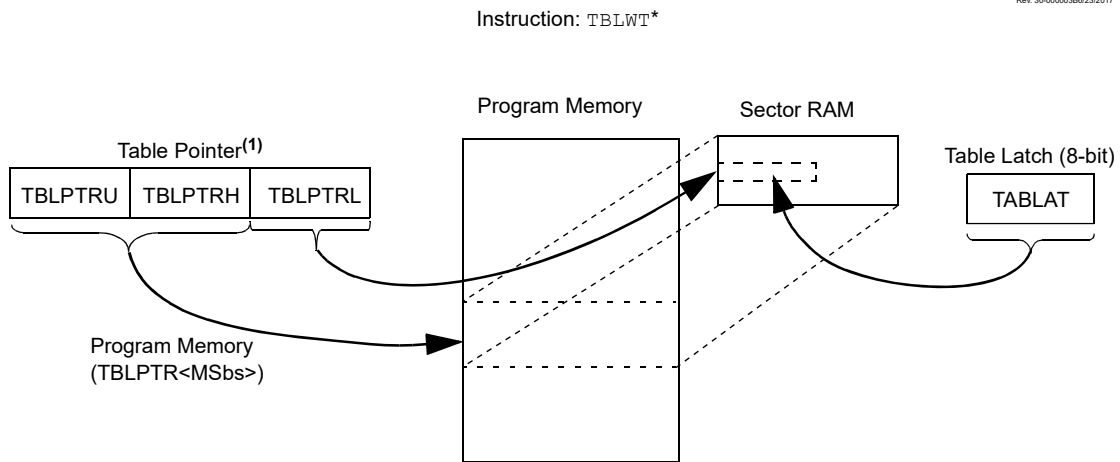 Instruction: TBLWT*
Program Memory
Sector RAM
Table Pointer(1)
Table Latch (8-bit)
TBLPTRU TBLPTRH TBLPTRL
TABLAT
Program Memory
(TBLPTR<MSbs>)